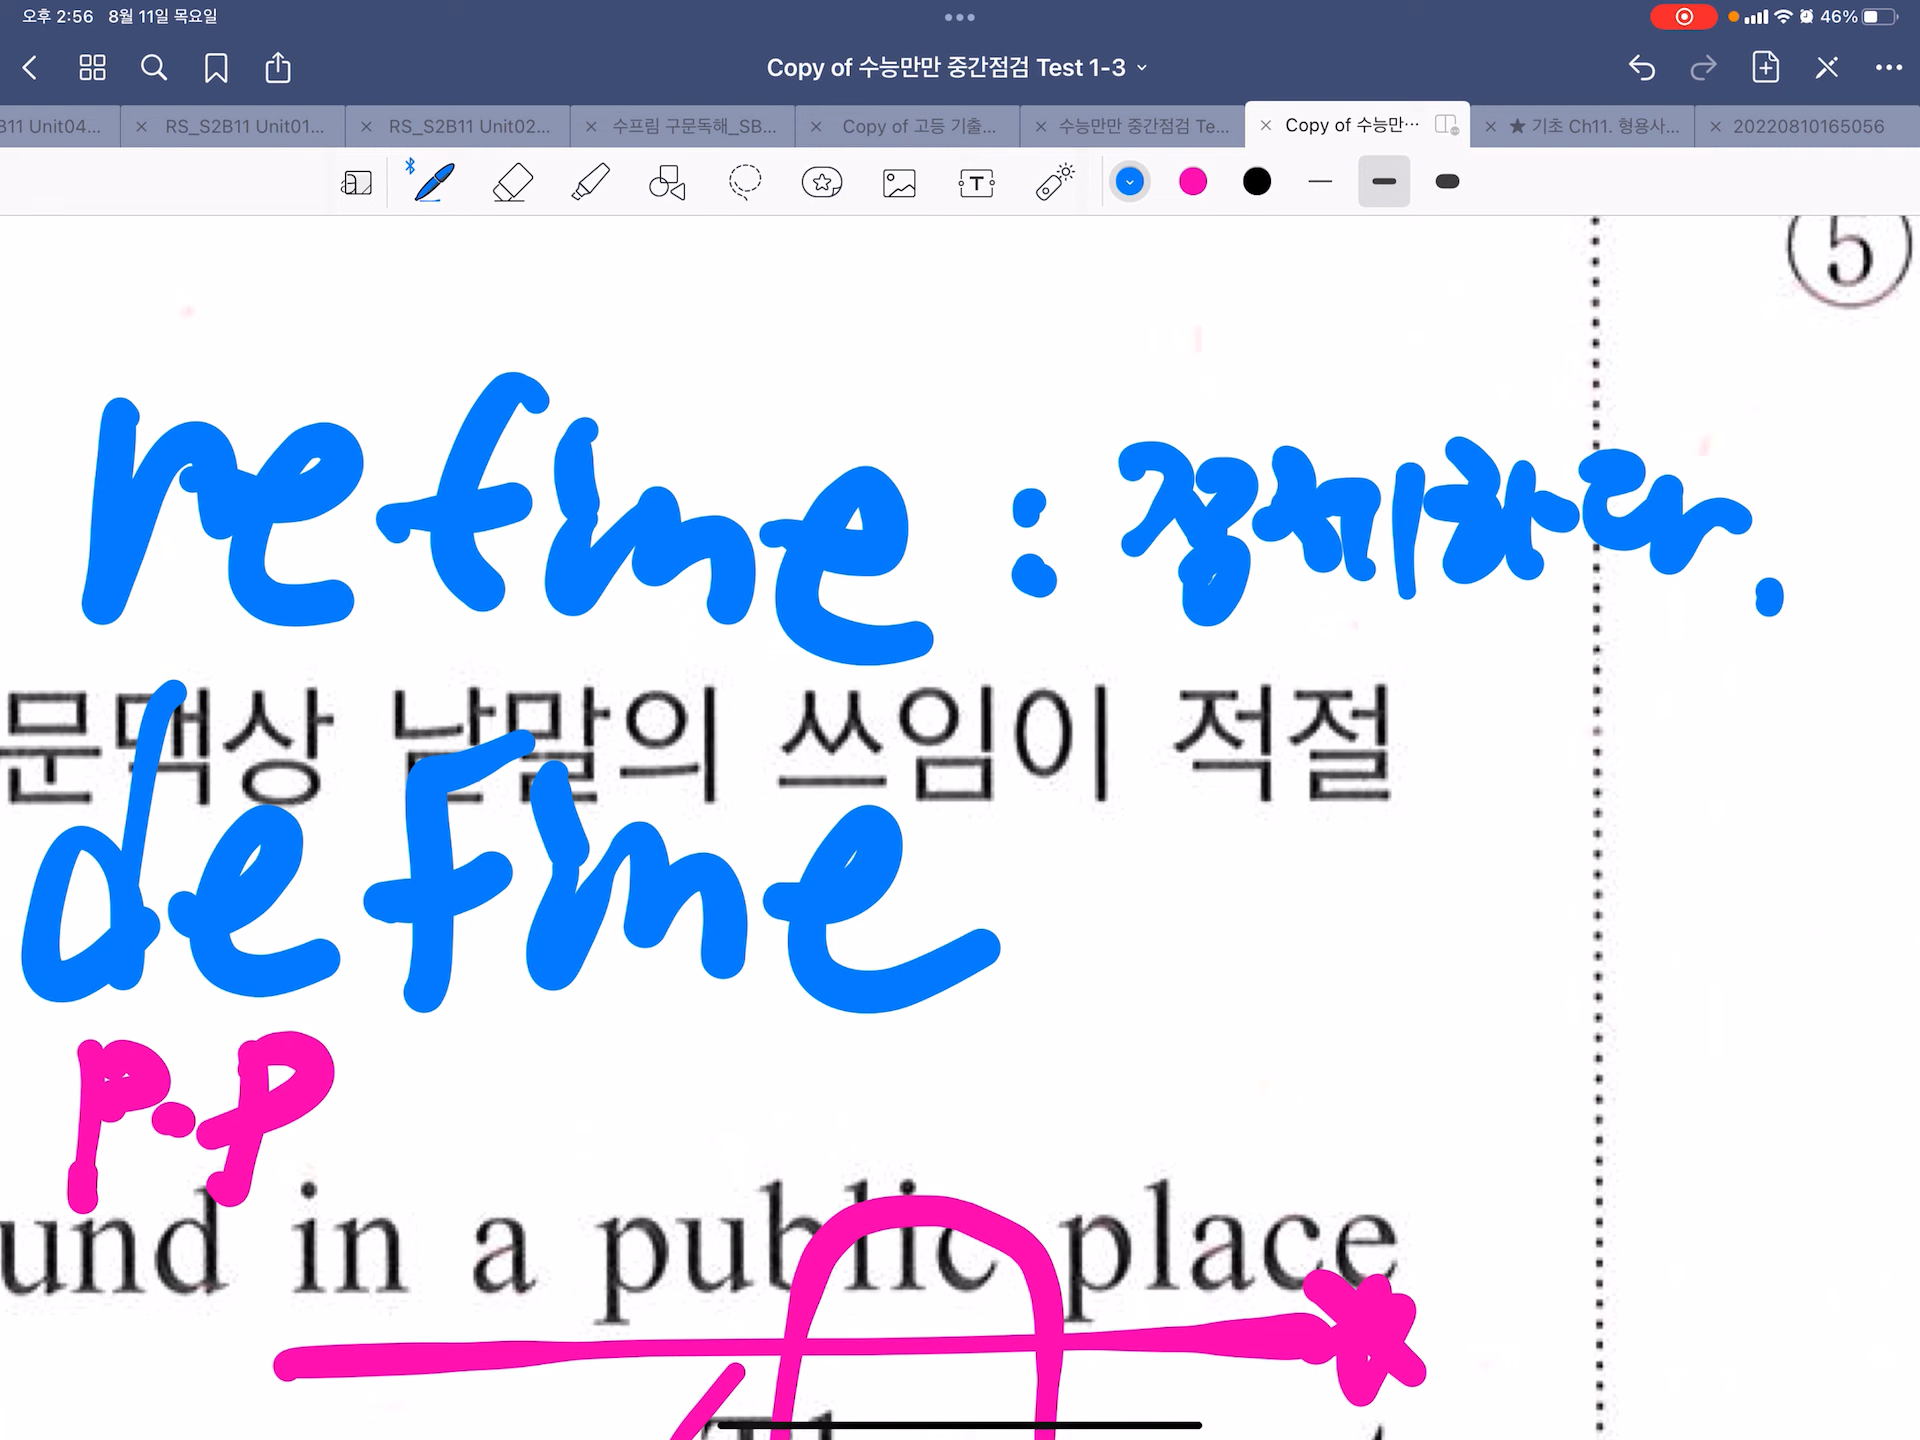 오후 2:56 8월 11일 목요일
46%
Copy of 수능만만 중간점검 Test 1-3
B11 Unit04... RS_S2B11 Unit01... RS_S2B11 Unit02... 수프림 구문독해_SB... Copy of 고등 기출... 수능만만 중간점검 Te... Copy of 수능만… ★ 기초 Ch11. 형용사... 20220810165056
⑤
refine : 정제하다.
문맥상 낱말의 쓰임이 적절
define
P.P
und in a public place